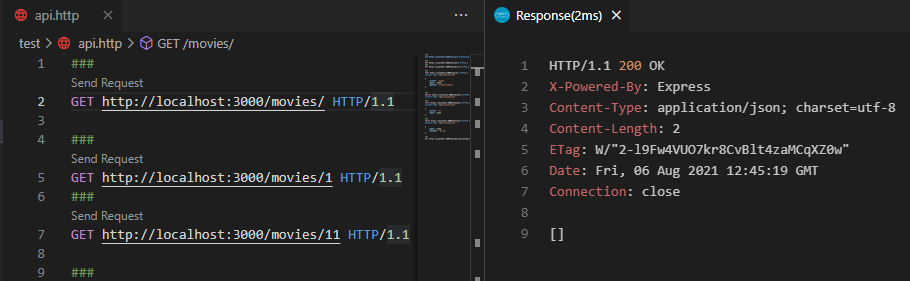 api.http
test > api.http > GET /movies/
1 ###
Send Request
2 GET http://localhost:3000/movies/ HTTP/1.1
3
4 ###
Send Request
5 GET http://localhost:3000/movies/1 HTTP/1.1
6 ###
Send Request
7 GET http://localhost:3000/movies/11 HTTP/1.1
8
9 ###
Response(2ms)
1 HTTP/1.1 200 OK
2 X-Powered-By: Express
3 Content-Type: application/json; charset=utf-8
4 Content-Length: 2
5 ETag: W/"2-l9Fw4VUO7kr8CvBlt4zaMCqXZ0w"
6 Date: Fri, 06 Aug 2021 12:45:19 GMT
7 Connection: close
8
9 []